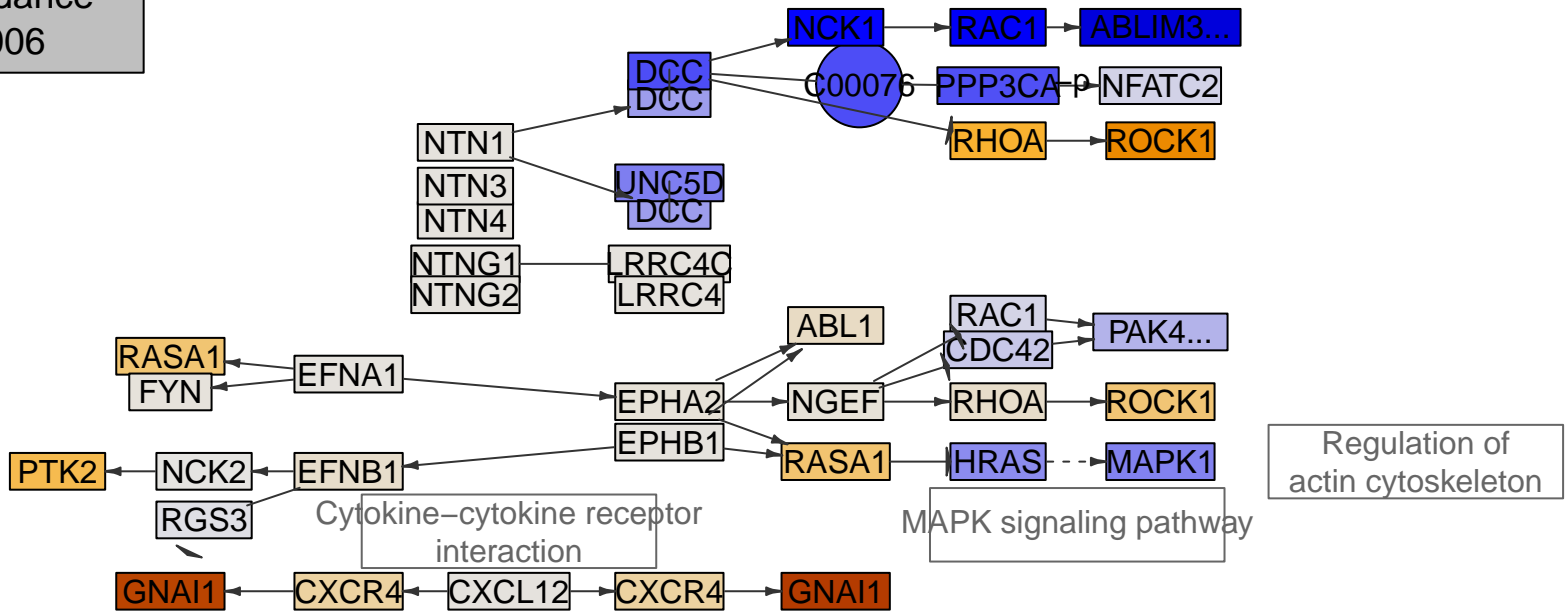 006
NCK1 RAC1 ABLIM3...
DCC
DCC C00076 PPP3CA +p NFATC2
NTN1 RHOA ROCK1
NTN3 UNC5D
NTN4 DCC
NTNG1 LRRC4C
NTNG2 LRRC4
ABL1 RAC1 PAK4...
CDC42
RASA1 EFNA1
FYN
EPHA2 NGEF RHOA ROCK1
EPHB1
PTK2 NCK2 EFNB1 RASA1 HRAS MAPK1
Regulation of
actin cytoskeleton
RGS3
Cytokine−cytokine receptor
interaction
MAPK signaling pathway
GNAI1 CXCR4 CXCL12 CXCR4 GNAI1